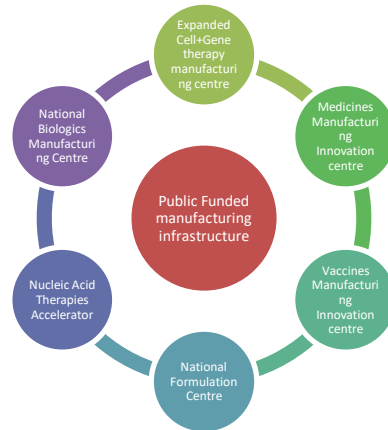 Expanded
Cell+Gene
therapy
manufacturi
ng centre
Medicines
Manufacturi
ng
Innovation
centre
Vaccines
Manufacturi
ng
Innovation
centre
National
Formulation
Centre
Nucleic Acid
Therapies
Accelerator
National
Biologics
Manufacturi
ng Centre
Public Funded
manufacturing
infrastructure